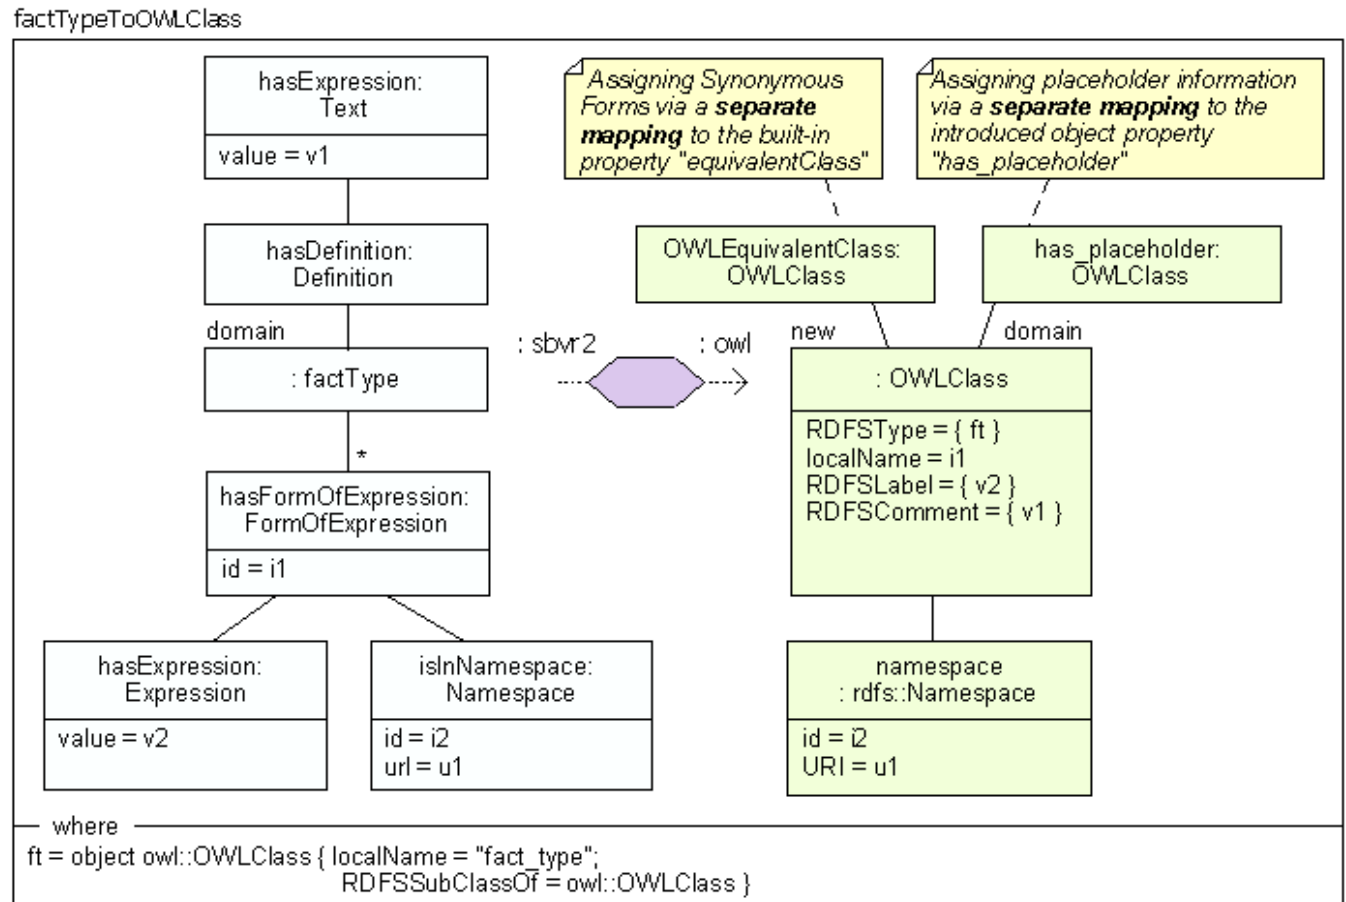 factTypeToOWLClass
hasExpression:
Text
value = v1
Assigning Synonymous
Forms via a separate
mapping to the built-in
property "equivalentClass"
Assigning placeholder information
via a separate mapping to the
introduced object property
"has_placeholder"
hasDefinition:
Definition
OWLEquivalentClass:
OWLClass
has_placeholder:
OWLClass
domain
: factType
: sbvr2
: owl
new
domain
: OWLClass
RDFSType = { ft }
localName = i1
RDFSLabel = { v2 }
RDFSComment = { v1 }
*
hasFormOfExpression:
FormOfExpression
id = i1
hasExpression:
Expression
value = v2
isInNamespace:
Namespace
id = i2
url = u1
namespace
: rdfs::Namespace
id = i2
URI = u1
where
ft = object owl::OWLClass { localName = "fact_type";
RDFSSubClassOf = owl::OWLClass }